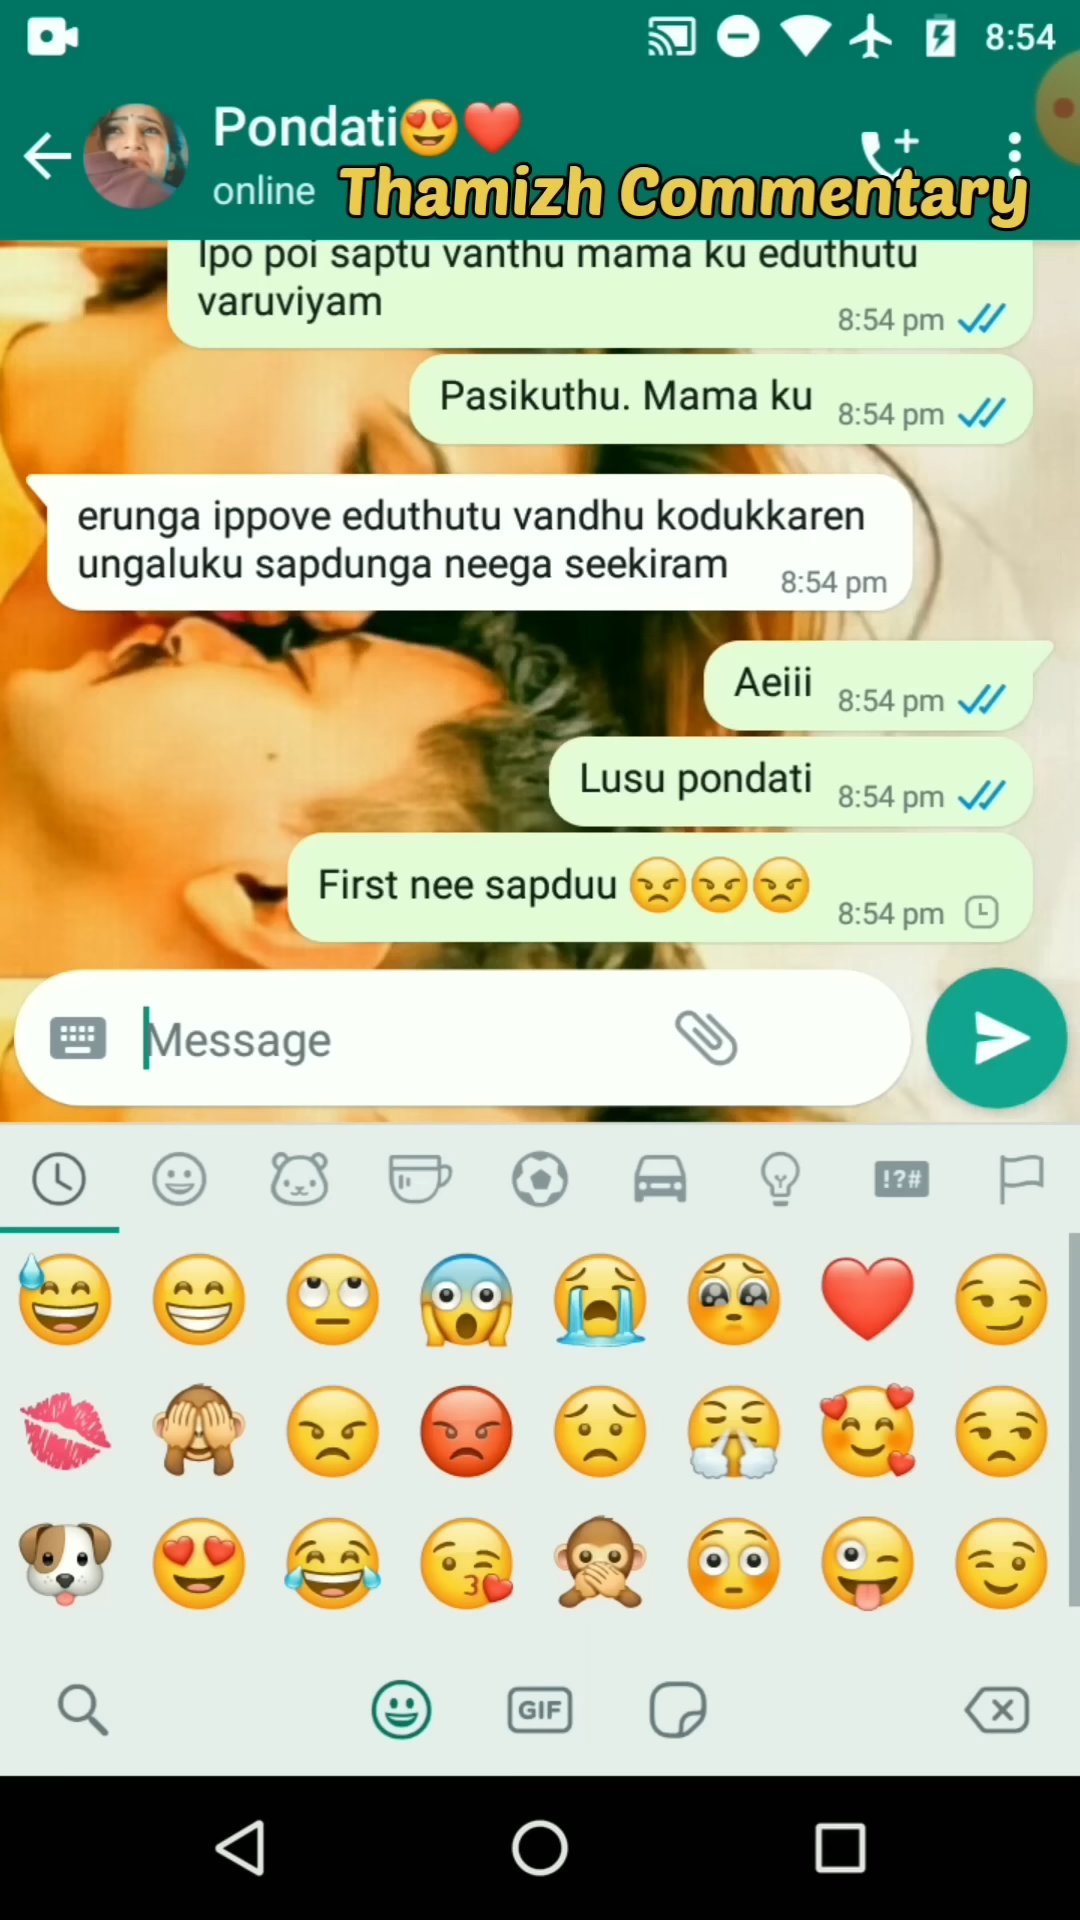 8:54
Pondati😍❤️
online
Thamizh Commentary
Ipo poi saptu vanthu mama ku eduthutu
varuviyam
8:54 pm
Pasikuthu. Mama ku
8:54 pm
erunga ippove eduthutu vandhu kodukkaren
ungaluku sapdunga neega seekiram
8:54 pm
Aeiii
8:54 pm
Lusu pondati
8:54 pm
First nee sapduu 😠😠😠
8:54 pm
Message
!?#
GIF